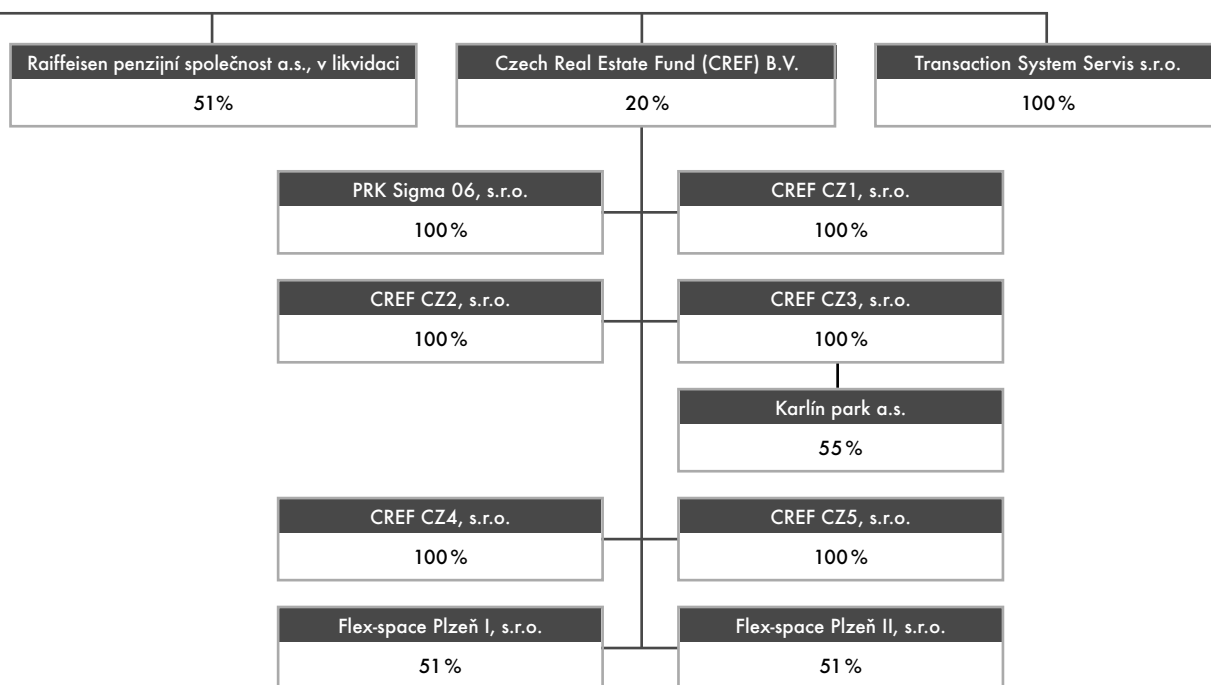 Raiffeisen penzijní společnost a.s., v likvidaci
51%
Czech Real Estate Fund (CREF) B.V.
20%
Transaction System Servis s.r.o.
100%
PRK Sigma 06, s.r.o.
100%
CREF CZ1, s.r.o.
100%
CREF CZ2, s.r.o.
100%
CREF CZ3, s.r.o.
100%
Karlín park a.s.
55%
CREF CZ4, s.r.o.
100%
CREF CZ5, s.r.o.
100%
Flex-space Plzeň I, s.r.o.
51%
Flex-space Plzeň II, s.r.o.
51%